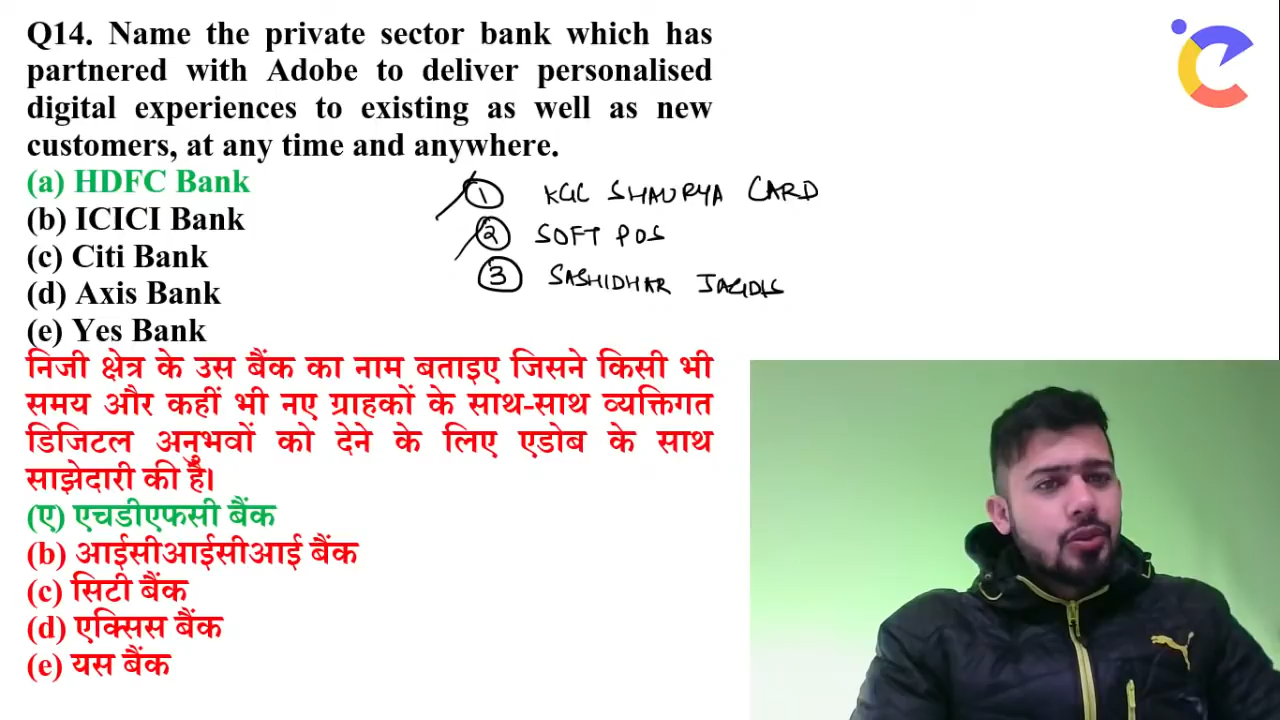 Q14. Name the private sector bank which has
partnered with Adobe to deliver personalised
digital experiences to existing as well as new
customers, at any time and anywhere.
(a) HDFC Bank
(b) ICICI Bank
(c) Citi Bank
(d) Axis Bank
(e) Yes Bank
1 KGC SHAURYA CARD
2 SOFT POS
3 SASHIDHAR
निजी क्षेत्र के उस बैंक का नाम बताइए जिसने किसी भी
समय और कहीं भी नए ग्राहकों के साथ-साथ व्यक्तिगत
डिजिटल अनुभवों को देने के लिए एडोब के साथ
साझेदारी की है।
(ए) एचडीएफसी बैंक
(b) आईसीआईसीआई बैंक
(c) सिटी बैंक
(d) एक्सिस बैंक
(e) यस बैंक